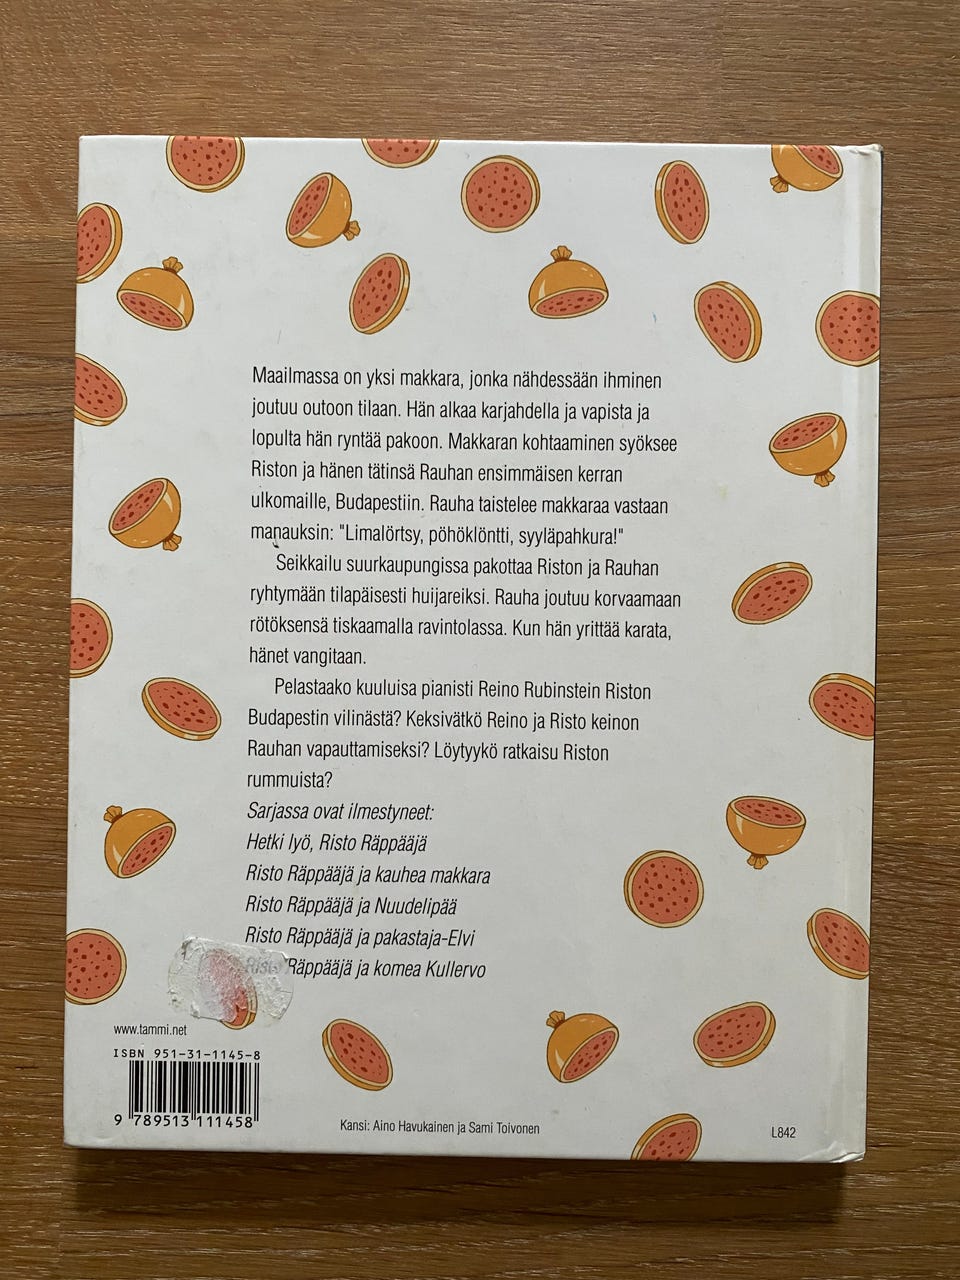 Maailmassa on yksi makkara, jonka nähdessään ihminen
joutuu outoon tilaan. Hän alkaa karjahdella ja vapista ja
lopulta hän ryntää pakoon. Makkaran kohtaaminen syöksee
Riston ja hänen tätinsä Rauhan ensimmäisen kerran
ulkomaille, Budapestiin. Rauha taistelee makkaraa vastaan
manauksin: "Limalörtsy, pöhöklöntti, syyläpahkura!"
Seikkailu suurkaupungissa pakottaa Riston ja Rauhan
ryhtymään tilapäisesti huijareiksi. Rauha joutuu korvaamaan
rötöksensä tiskaamalla ravintolassa. Kun hän yrittää karata,
hänet vangitaan.
Pelastaako kuuluisa pianisti Reino Rubinstein Riston
Budapestin vilinästä? Keksivätkö Reino ja Risto keinon
Rauhan vapauttamiseksi? Löytyykö ratkaisu Riston
rummuista?
Sarjassa ovat ilmestyneet:
Hetki lyö, Risto Räppääjä
Risto Räppääjä ja kauhea makkara
Risto Räppääjä ja Nuudelipää
Risto Räppääjä ja pakastaja-Elvi
Risto Räppääjä ja komea Kullervo
www.tammi.net
ISBN 951-31-1145-8
9 789513 111458
Kansi: Aino Havukainen ja Sami Toivonen
L842